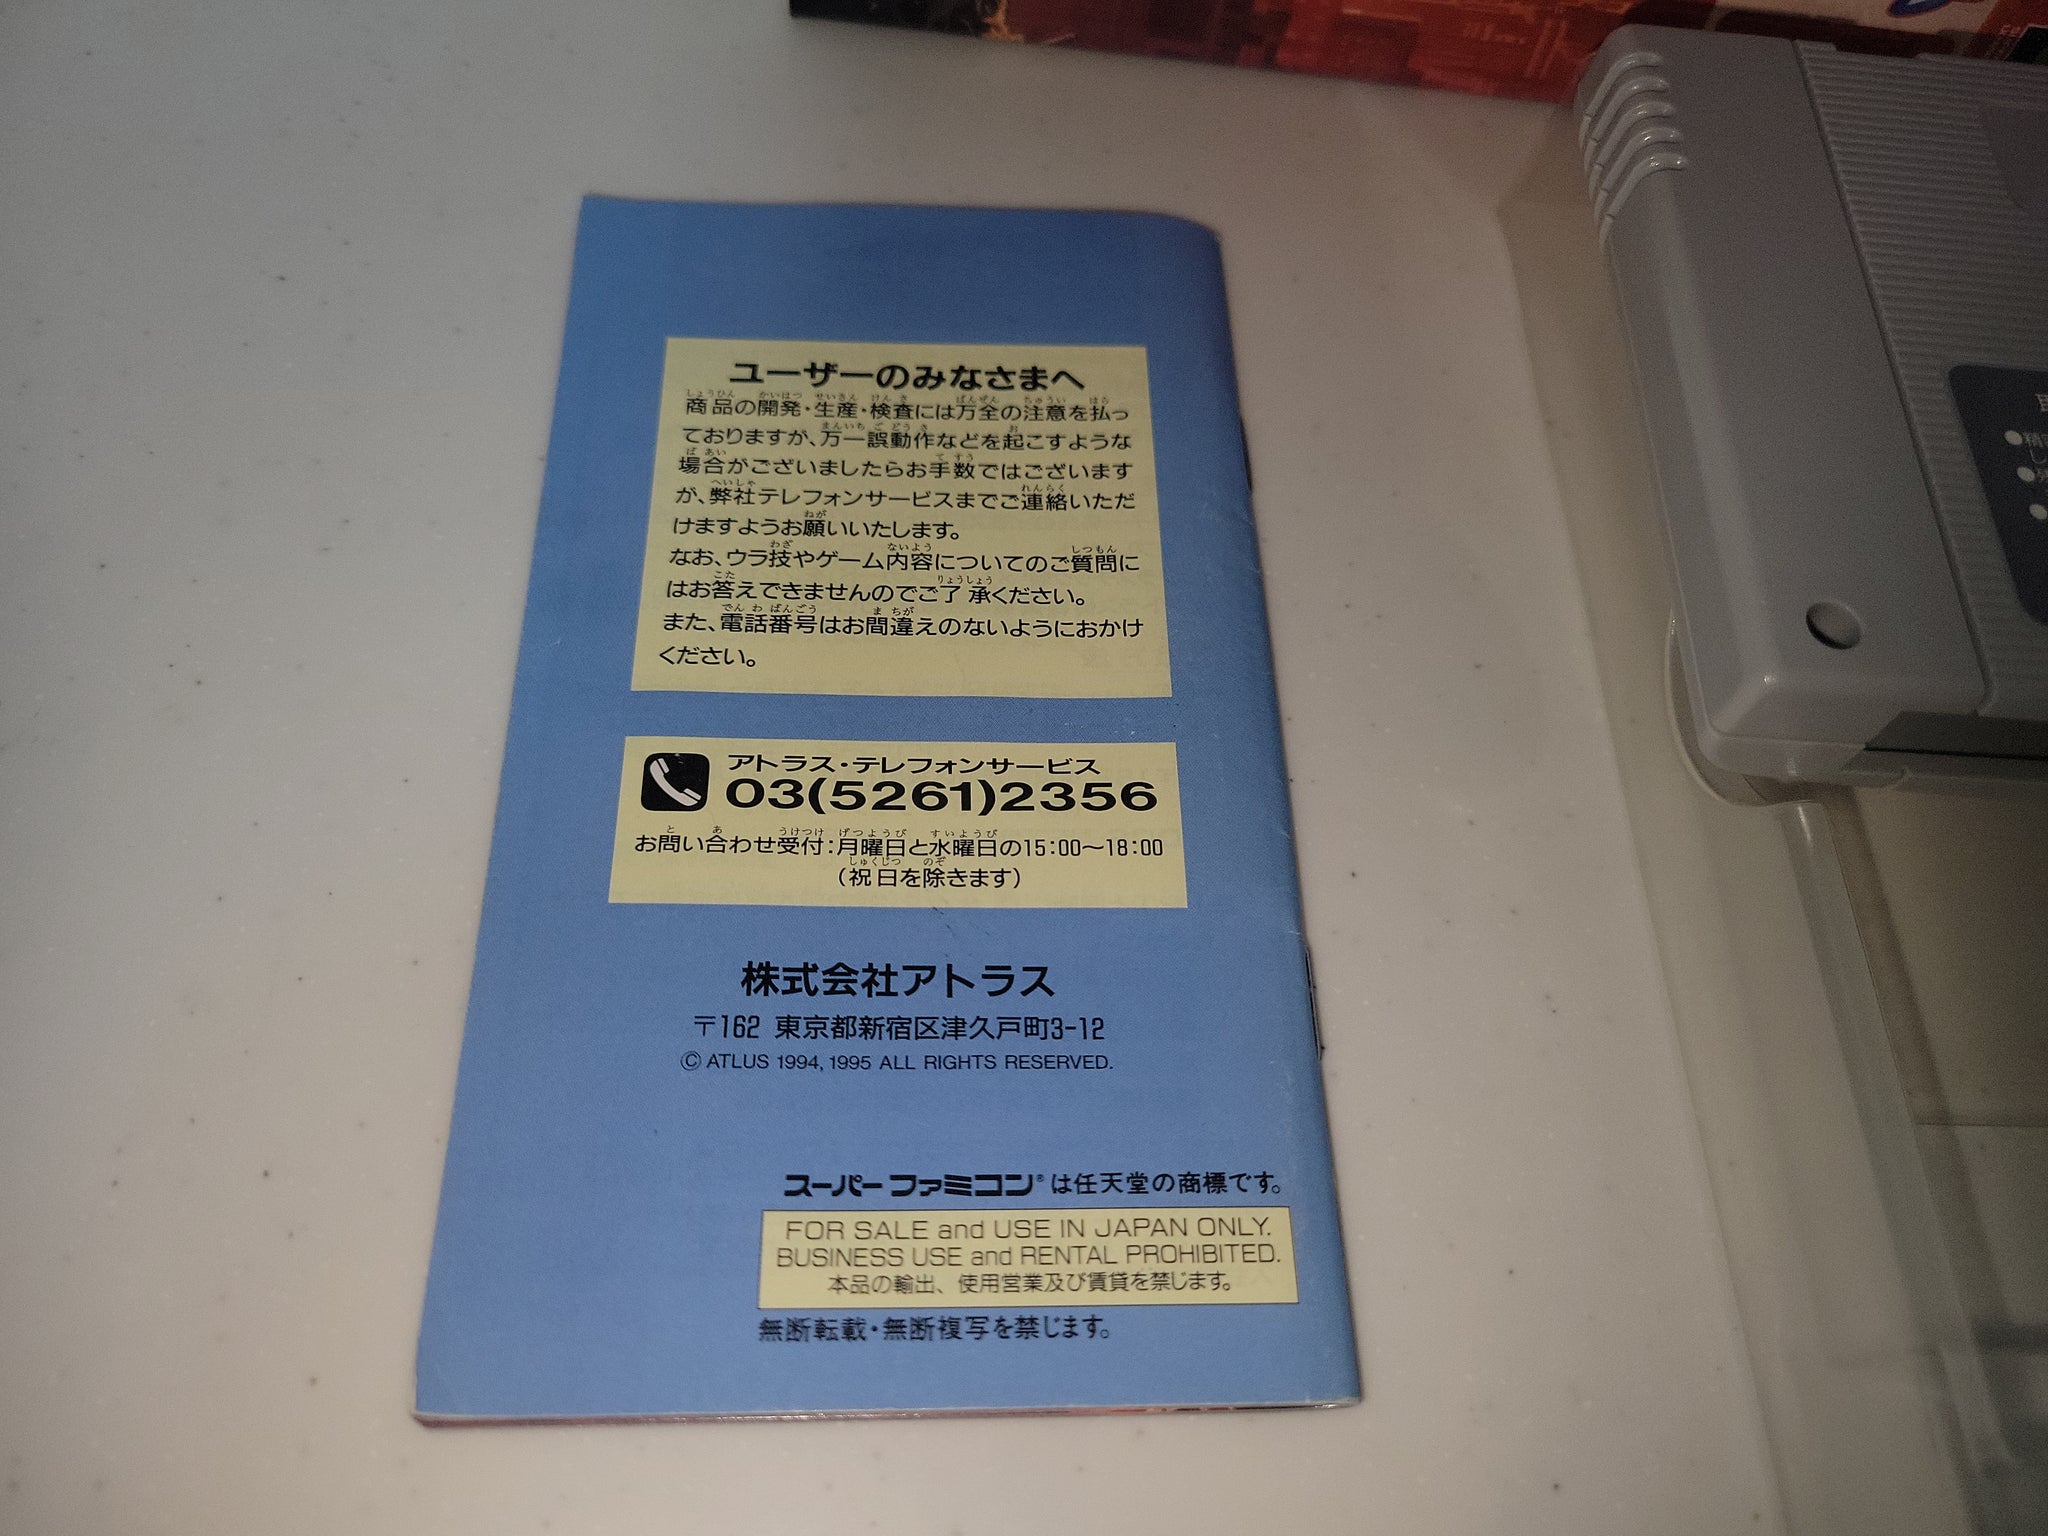 ユーザーのみなさまへ
商品の開発・生産・検査には万全の注意を払っ
ておりますが、万一誤動作などを起こすような
場合がございましたらお手数ではございます
が、弊社テレフォンサービスまでご連絡いただ
けますようお願いいたします。
なお、ウラ技やゲーム内容についてのご質問に
はお答えできませんのでご了承ください。
また、電話番号はお間違えのないようにおかけ
ください。
アトラス・テレフォンサービス
03(5261)2356
お問い合わせ受付:月曜日と水曜日の15:00〜18:00
(祝日を除きます)
株式会社アトラス
〒162 東京都新宿区津久戸町3-12
© ATLUS 1994, 1995 ALL RIGHTS RESERVED.
スーパーファミコン®は任天堂の商標です。
FOR SALE and USE IN JAPAN ONLY.
BUSINESS USE and RENTAL PROHIBITED.
本品の輸出、使用営業及び賃貸を禁じます。
無断転載・無断複写を禁じます。